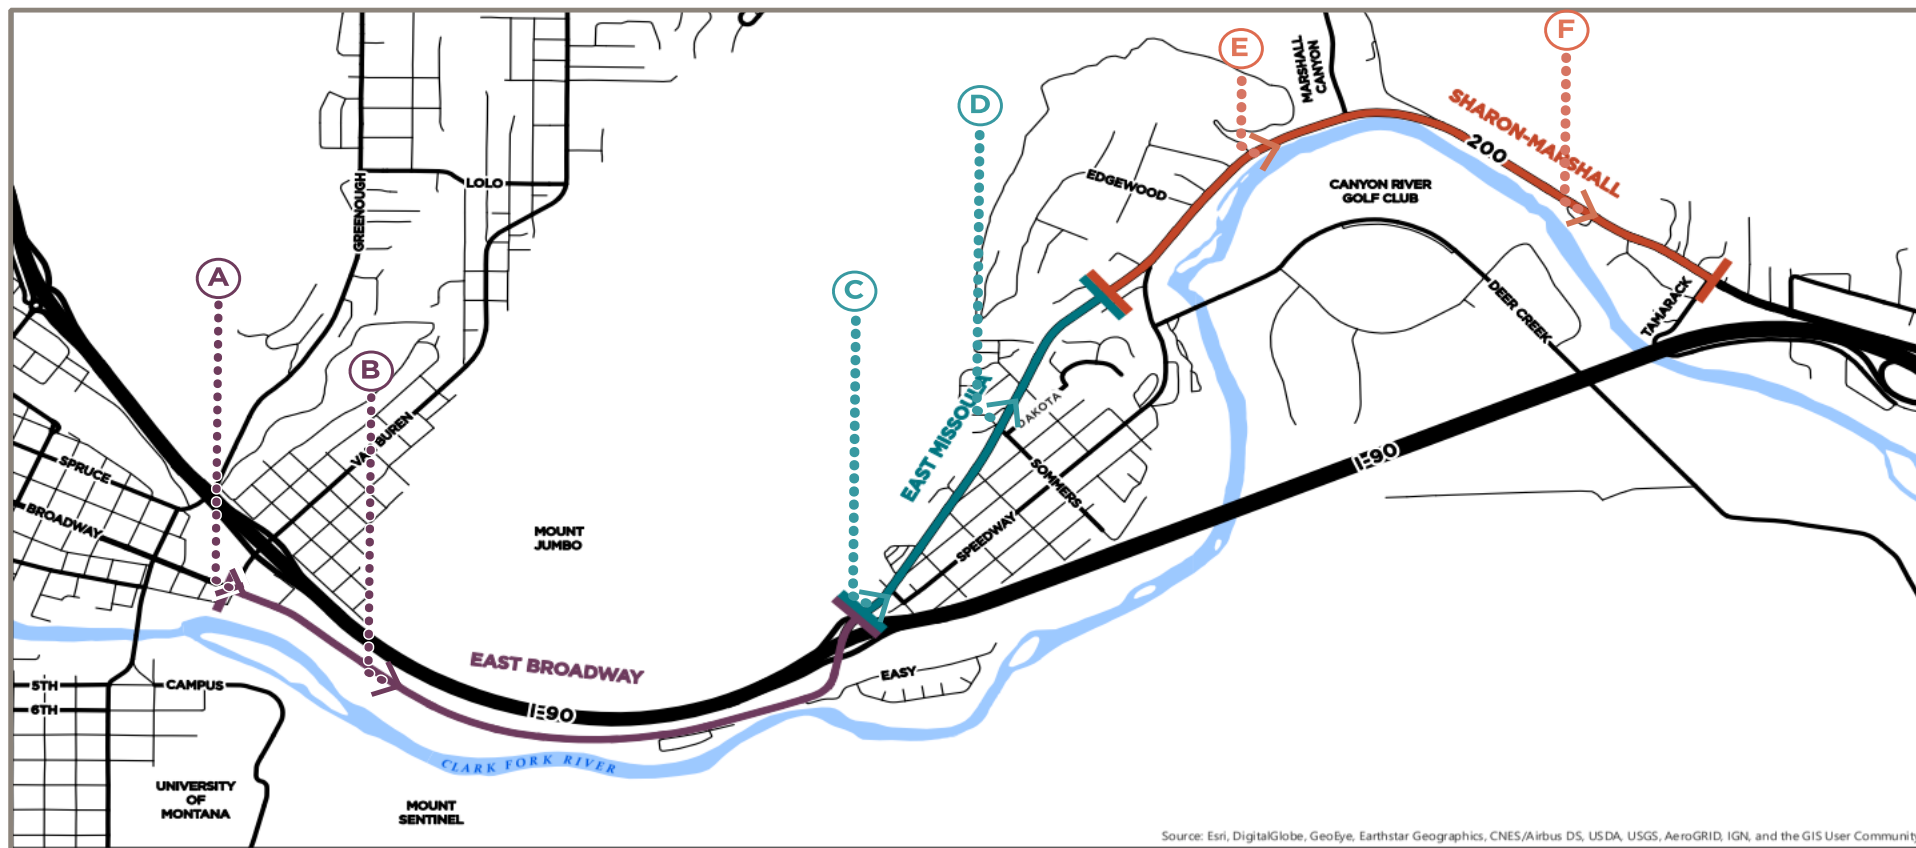 F
E
MARSHALL
CANYON
SHARON-MARSHALL
D
200
LOLO
EDGEWOOD
CANYON RIVER
GOLF CLUB
GREENOUGH
A
C
DEER CREEK
TAMARACK
B
EAST MISSOULA
DAKOTA
VAN BUREN
SPRUCE
I-90
SOMMERS
BROADWAY
SPEEDWAY
MOUNT
JUMBO
EAST BROADWAY
EASY
5TH
CAMPUS
6TH
I-90
CLARK FORK RIVER
UNIVERSITY
OF
MONTANA
MOUNT
SENTINEL
Source: Esri, DigitalGlobe, GeoEye, Earthstar Geographics, CNES/Airbus DS, USDA, USGS, AeroGRID, IGN, and the GIS User Community